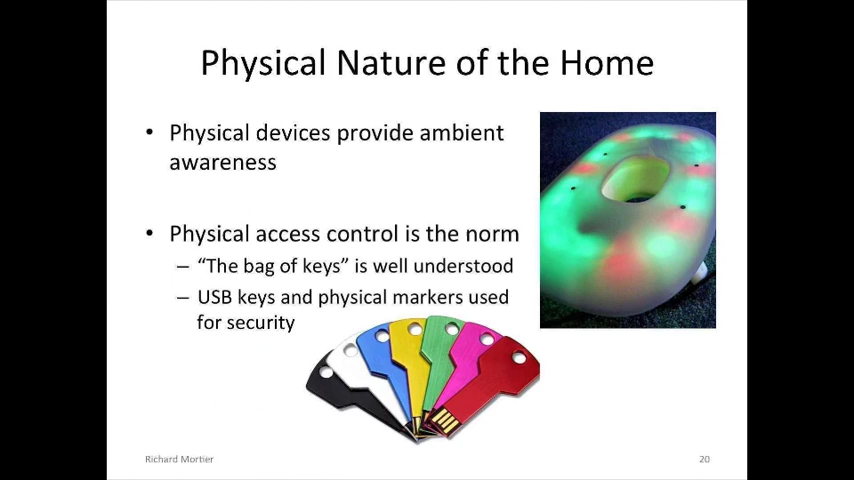 Physical Nature of the Home
• Physical devices provide ambient
awareness
• Physical access control is the norm
– “The bag of keys” is well understood
– USB keys and physical markers used
for security
Richard Mortier
20